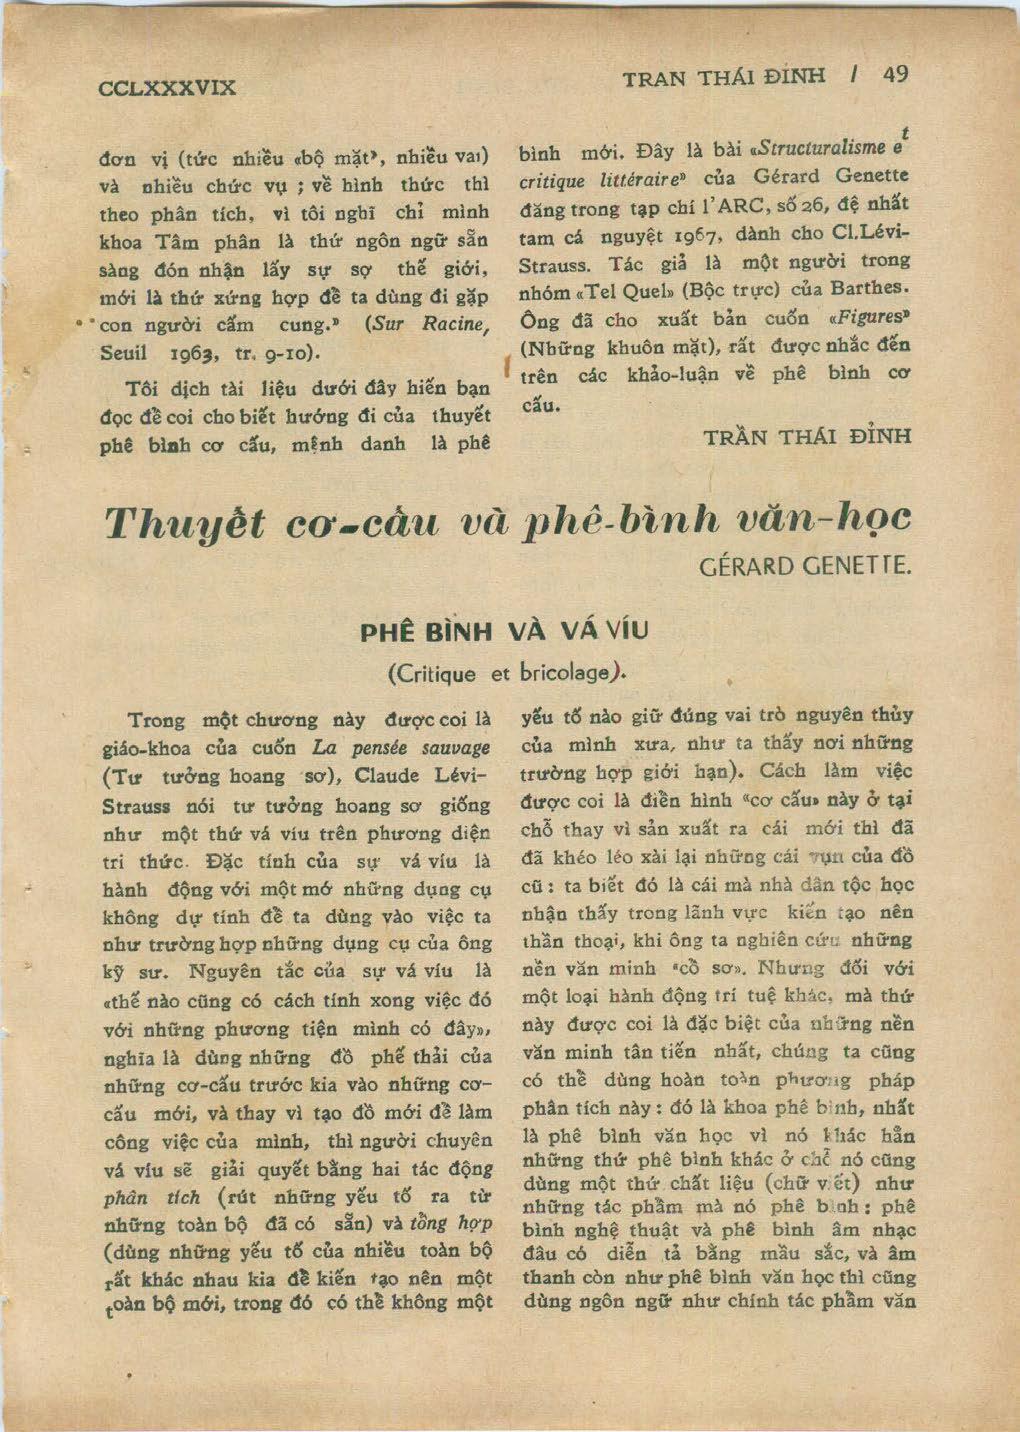 CCLXXXVIX
TRAN THÁI ĐỈNH / 49
đơn vị (tức nhiều «bộ mặt», nhiều vai)
và nhiều chức vụ ; về hình thức thì
theo phân tích, vì tôi nghĩ chỉ mình
khoa Tâm phân là thứ ngôn ngữ sẵn
sàng đón nhận lấy sự sợ thế giới,
mới là thứ xứng hợp để ta dùng đi gặp
con người cấm cung.» (Sur Racine,
Seuil 1963, tr. 9-10).
Tôi dịch tài liệu dưới đây hiến bạn
đọc để coi cho biết hướng đi của thuyết
phê bình cơ cấu, mệnh danh là phê
bình mới. Đây là bài «Structuralisme et
critique littéraire» của Gérard Genette
đăng trong tạp chí l'ARC, số 26, đệ nhất
tam cá nguyệt 1967, dành cho Cl.Lévi-
Strauss. Tác giả là một người trong
nhóm «Tel Quel» (Bộc trực) của Barthes.
Ông đã cho xuất bản cuốn «Figures»
(Những khuôn mặt), rất được nhắc đến
trên các khảo-luận về phê bình cơ
cấu.
TRẦN THÁI ĐỈNH
Thuyết cơ-cấu và phê-bình văn-học
GÉRARD GENETTE.
PHÊ BÌNH VÀ VÁ VÍU
(Critique et bricolage).
Trong một chương này được coi là
giáo-khoa của cuốn La pensée sauvage
(Tư tưởng hoang sơ), Claude Lévi-
Strauss nói tư tưởng hoang sơ giống
như một thứ vá víu trên phương diện
tri thức. Đặc tính của sự vá víu là
hành động với một mớ những dụng cụ
không dự tính để ta dùng vào việc ta
như trường hợp những dụng cụ của ông
kỹ sư. Nguyên tắc của sự vá víu là
«thế nào cũng có cách tính xong việc đó
với những phương tiện mình có đây»,
nghĩa là dùng những đồ phế thải của
những cơ-cấu trước kia vào những cơ-
cấu mới, và thay vì tạo đồ mới để làm
công việc của mình, thì người chuyên
vá víu sẽ giải quyết bằng hai tác động
phân tích (rút những yếu tố ra từ
những toàn bộ đã có sẵn) và tổng hợp
(dùng những yếu tố của nhiều toàn bộ
rất khác nhau kia để kiến tạo nên một
toàn bộ mới, trong đó có thể không một
yếu tố nào giữ đúng vai trò nguyên thủy
của mình xưa, như ta thấy nơi những
trường hợp giới hạn). Cách làm việc
được coi là điển hình «cơ cấu» này ở tại
chỗ thay vì sản xuất ra cái mới thì đã
đã khéo léo xài lại những cái vụn của đồ
cũ : ta biết đó là cái mà nhà dân tộc học
nhận thấy trong lãnh vực kiến tạo nên
thần thoại, khi ông ta nghiên cứu những
nền văn minh «cổ sơ». Nhưng đối với
một loại hành động trí tuệ khác, mà thứ
này được coi là đặc biệt của những nền
văn minh tân tiến nhất, chúng ta cũng
có thể dùng hoàn toàn phương pháp
phân tích này : đó là khoa phê bình, nhất
là phê bình văn học vì nó khác hẳn
những thứ phê bình khác ở chỗ nó cũng
dùng một thứ chất liệu (chữ viết) như
những tác phẩm mà nó phê bình : phê
bình nghệ thuật và phê bình âm nhạc
đâu có diễn tả bằng mầu sắc, và âm
thanh còn như phê bình văn học thì cũng
dùng ngôn ngữ như chính tác phẩm văn